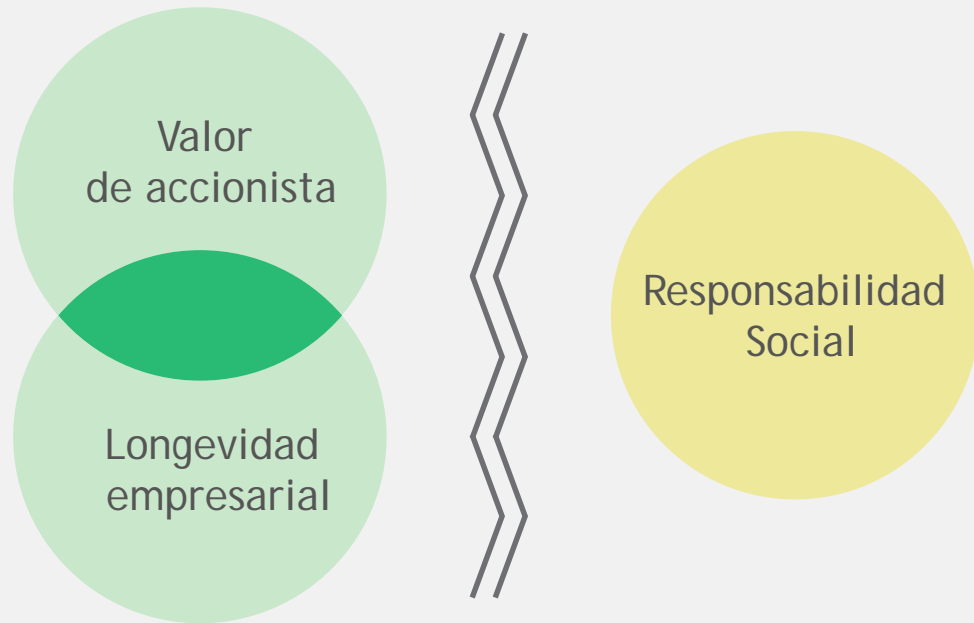 Valor
de accionista
Longevidad
empresarial
Responsabilidad
Social